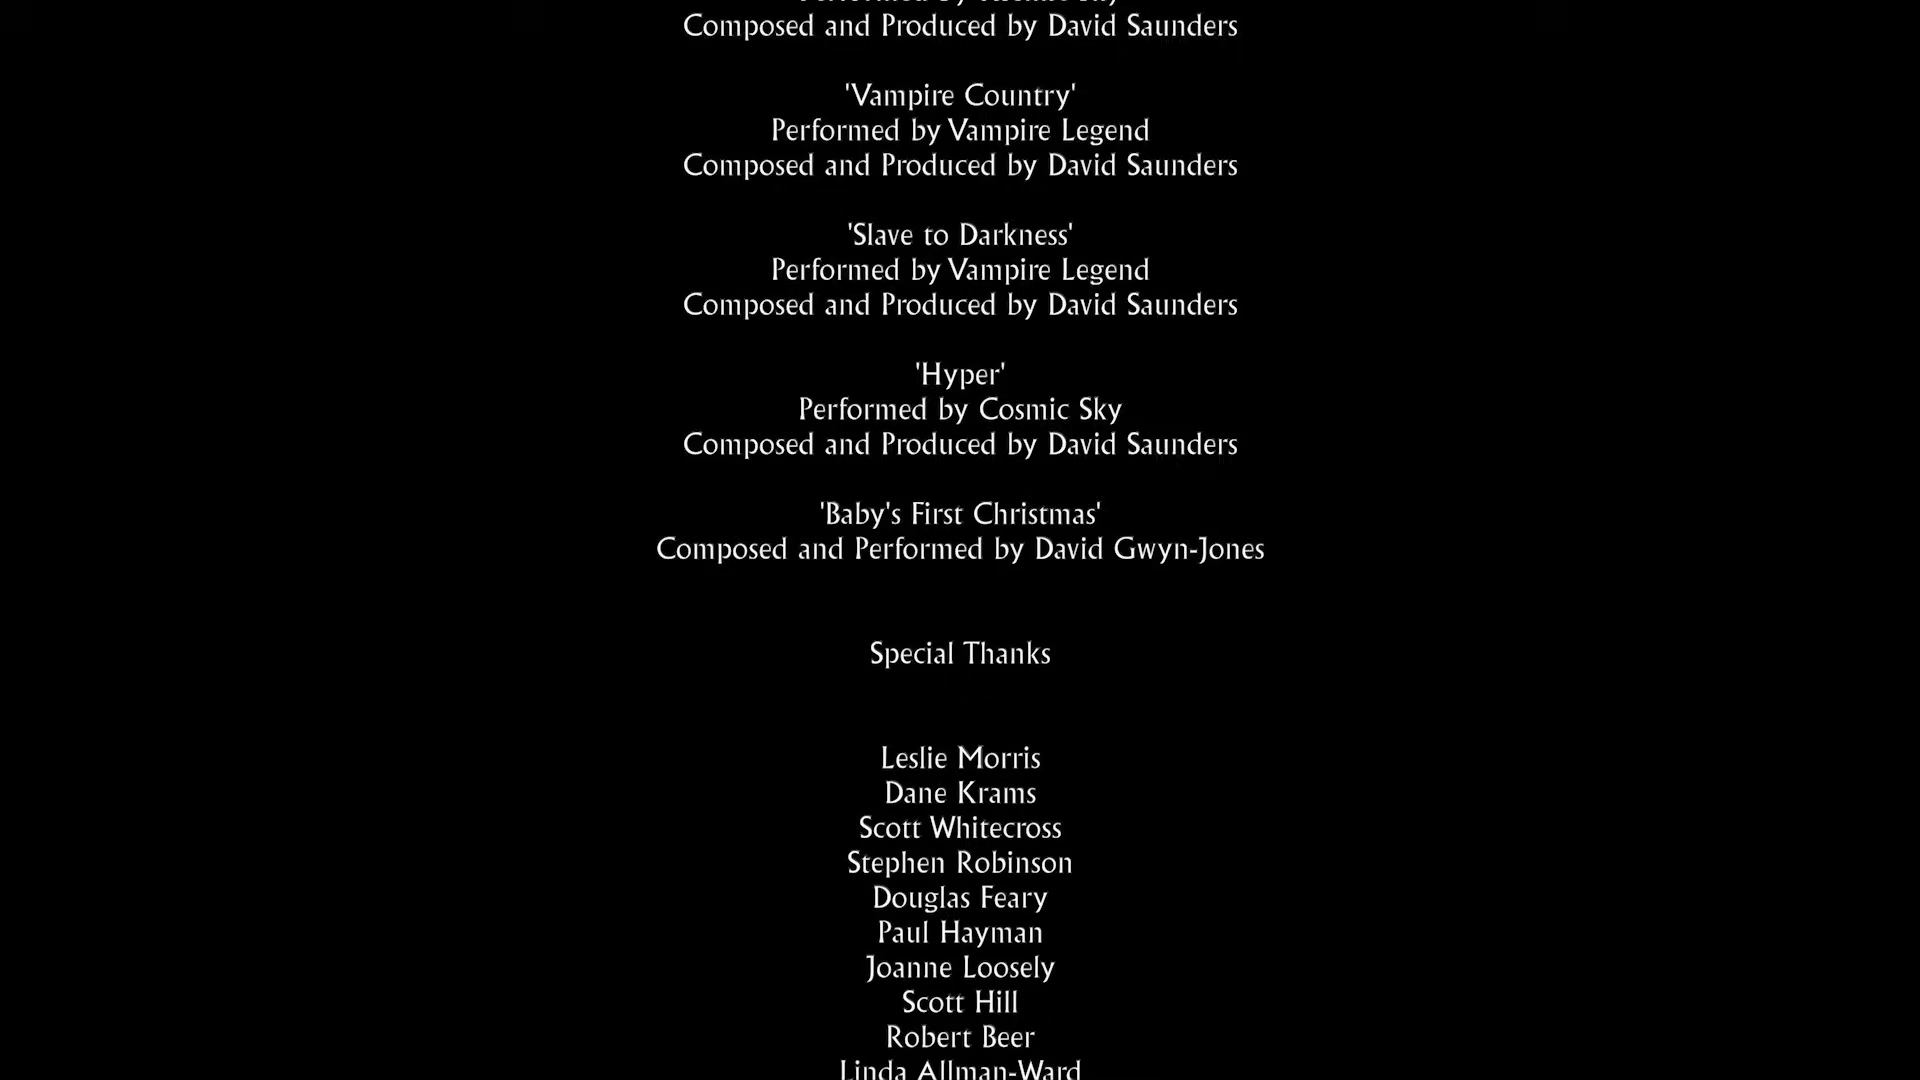 Composed and Produced by David Saunders
'Vampire Country'
Performed by Vampire Legend
Composed and Produced by David Saunders
'Slave to Darkness'
Performed by Vampire Legend
Composed and Produced by David Saunders
'Hyper'
Performed by Cosmic Sky
Composed and Produced by David Saunders
'Baby's First Christmas'
Composed and Performed by David Gwyn-Jones
Special Thanks
Leslie Morris
Dane Krams
Scott Whitecross
Stephen Robinson
Douglas Feary
Paul Hayman
Joanne Loosely
Scott Hill
Robert Beer
Linda Allman-Ward